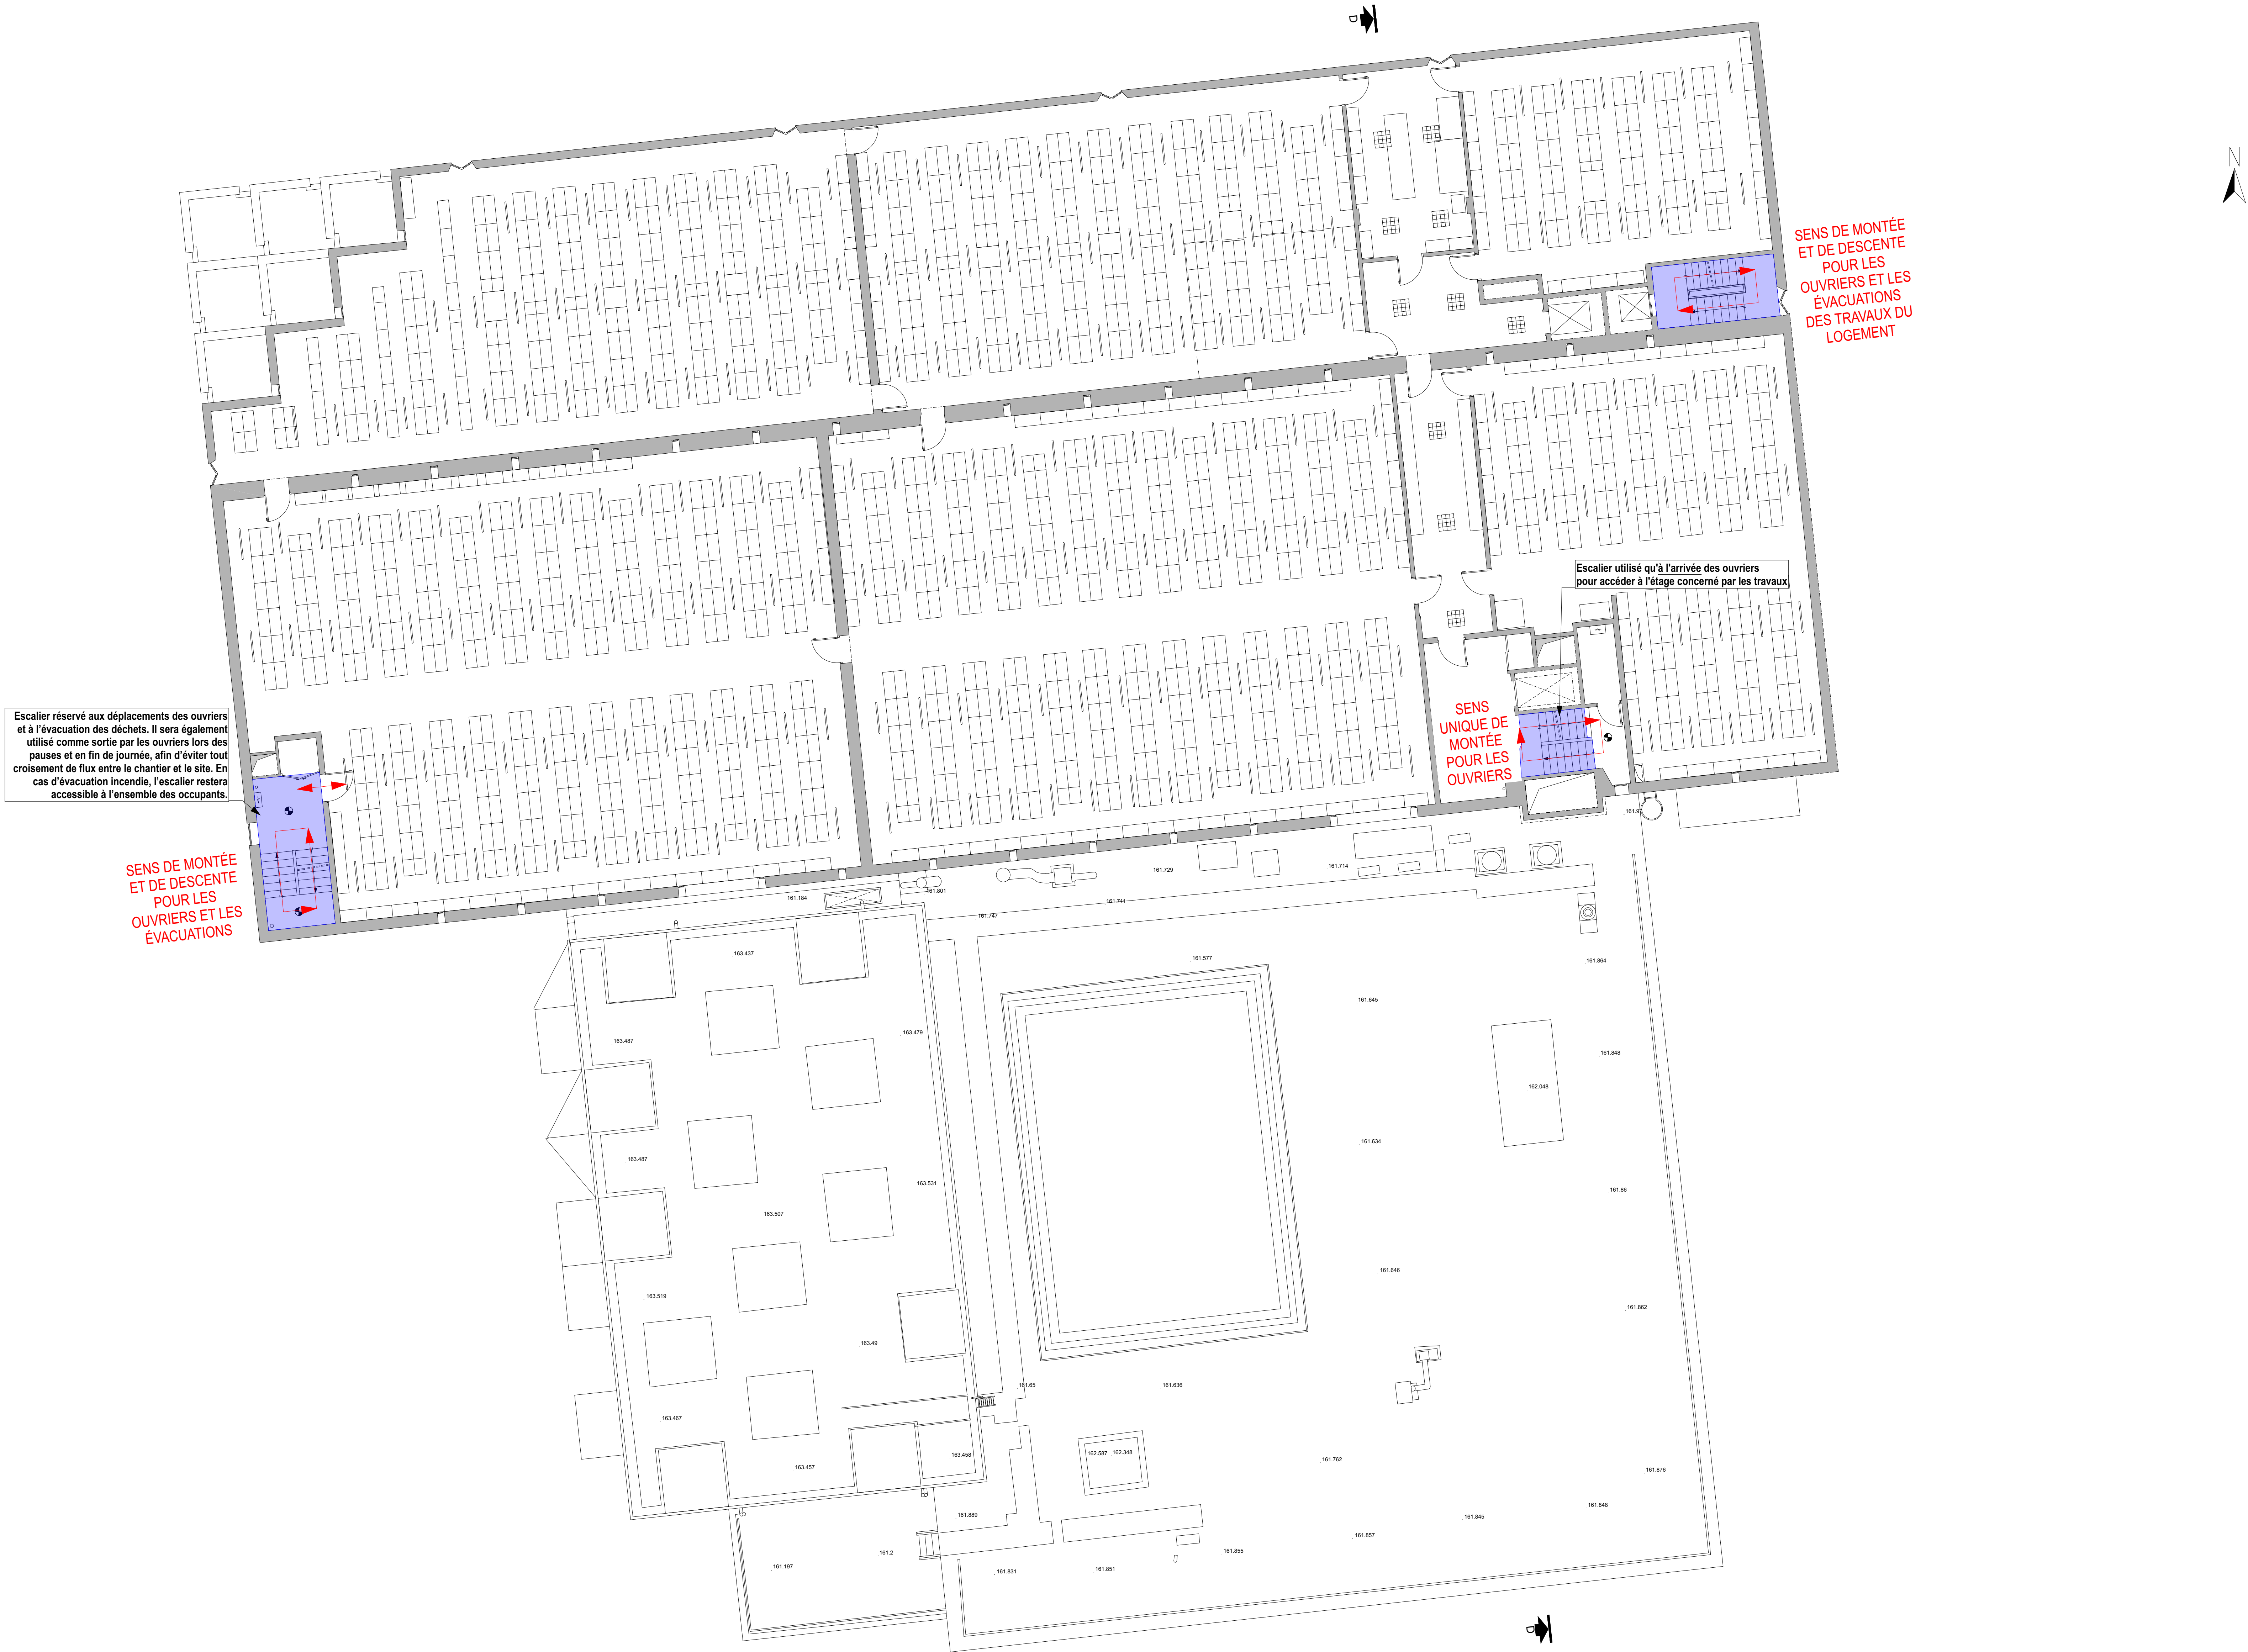 D
N
SENS DE MONTÉE
ET DE DESCENTE
POUR LES
OUVRIERS ET LES
ÉVACUATIONS
DES TRAVAUX DU
LOGEMENT
Escalier utilisé qu'à l'arrivée des ouvriers
pour accéder à l'étage concerné par les travaux
SENS
UNIQUE DE
MONTÉE
POUR LES
OUVRIERS
Escalier réservé aux déplacements des ouvriers
et à l'évacuation des déchets. Il sera également
utilisé comme sortie par les ouvriers lors des
pauses et en fin de journée, afin d'éviter tout
croisement de flux entre le chantier et le site. En
cas d'évacuation incendie, l'escalier restera
accessible à l'ensemble des occupants.
SENS DE MONTÉE
ET DE DESCENTE
POUR LES
OUVRIERS ET LES
ÉVACUATIONS
161.97
161.714
161.729
161.801
161.184
161.711
161.747
163.437
161.577
161.864
161.645
163.479
163.487
161.848
162.048
161.634
163.487
163.531
161.86
163.507
161.646
163.519
161.862
163.49
161.65
161.636
163.467
163.458
162.587 162.348
161.762
163.457
161.876
161.848
161.889
161.845
161.857
161.2
161.855
161.197
161.831
161.851
D